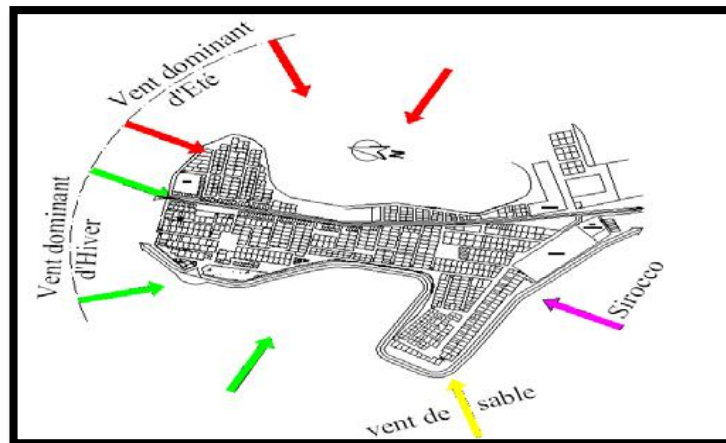 Vent dominant
d'Eté
N
Vent dominant
d'Hiver
Sirocco
vent de sable